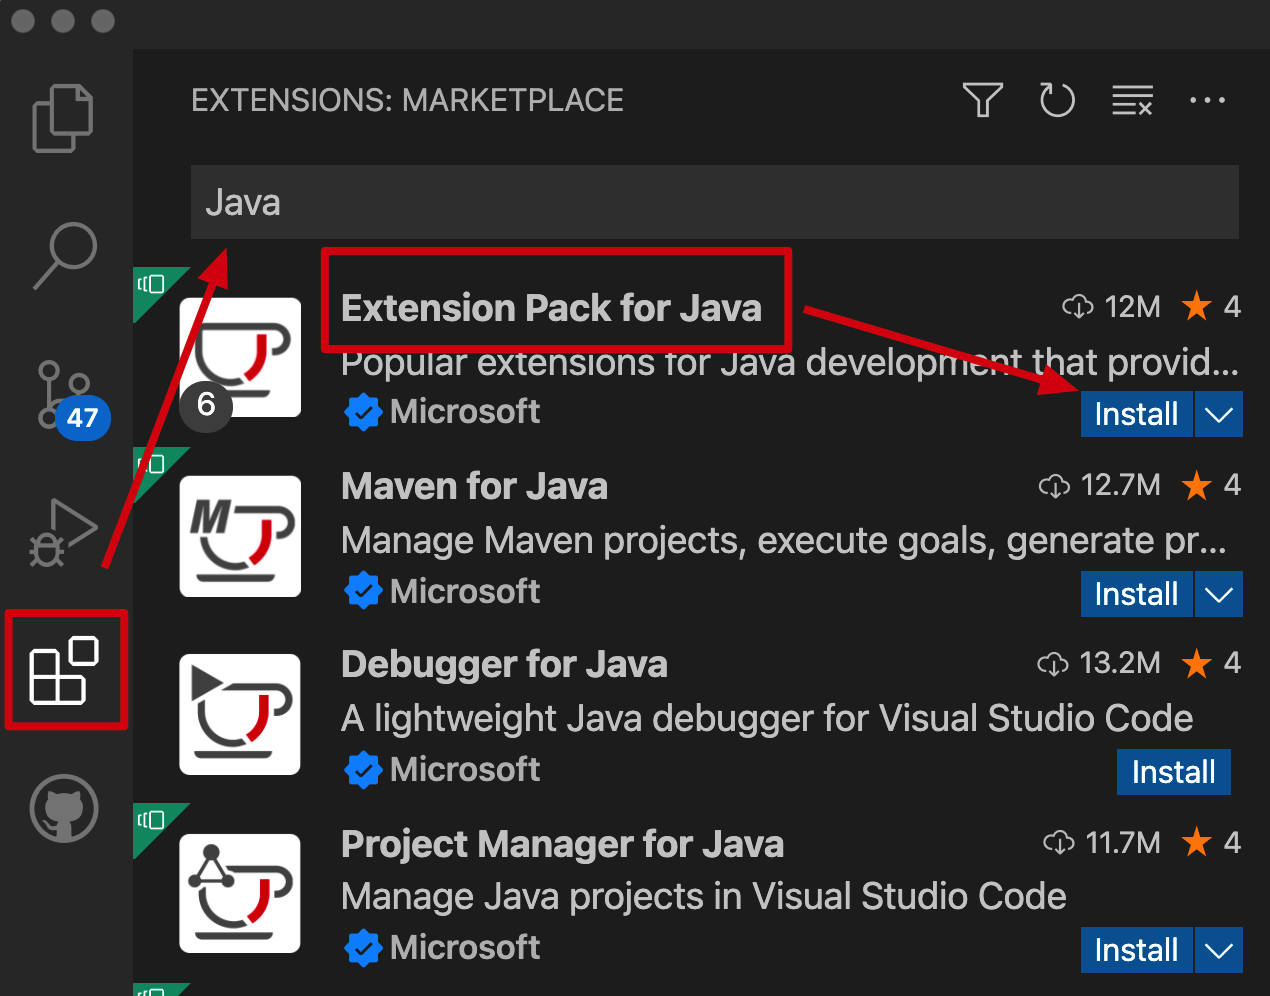 EXTENSIONS: MARKETPLACE
Java
Extension Pack for Java 12M 4
Popular extensions for Java development that provid...
6
Microsoft Install
47
Maven for Java 12.7M 4
M
Manage Maven projects, execute goals, generate pr...
Microsoft Install
Debugger for Java 13.2M 4
A lightweight Java debugger for Visual Studio Code
Microsoft Install
Project Manager for Java 11.7M 4
Manage Java projects in Visual Studio Code
Microsoft Install